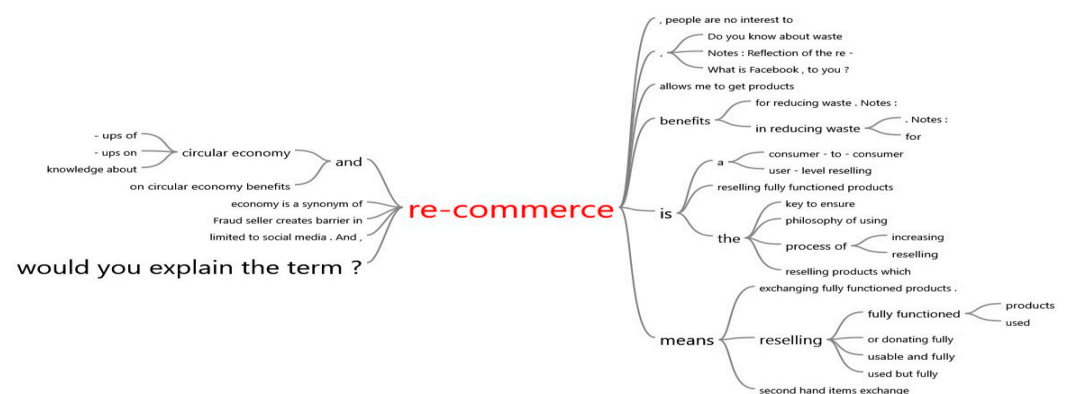 - ups of
- ups on
knowledge about
circular economy
on circular economy benefits
and
economy is a synonym of
Fraud seller creates barrier in
limited to social media . And ,
would you explain the term ?
re-commerce
, people are no interest to
.
Do you know about waste
Notes : Reflection of the re -
What is Facebook , to you ?
allows me to get products
benefits
for reducing waste . Notes :
in reducing waste
. Notes :
for
is
a
consumer - to - consumer
user - level reselling
reselling fully functioned products
the
key to ensure
philosophy of using
process of
increasing
reselling
reselling products which
means
exchanging fully functioned products .
reselling
fully functioned
products
used
or donating fully
usable and fully
used but fully
second hand items exchange